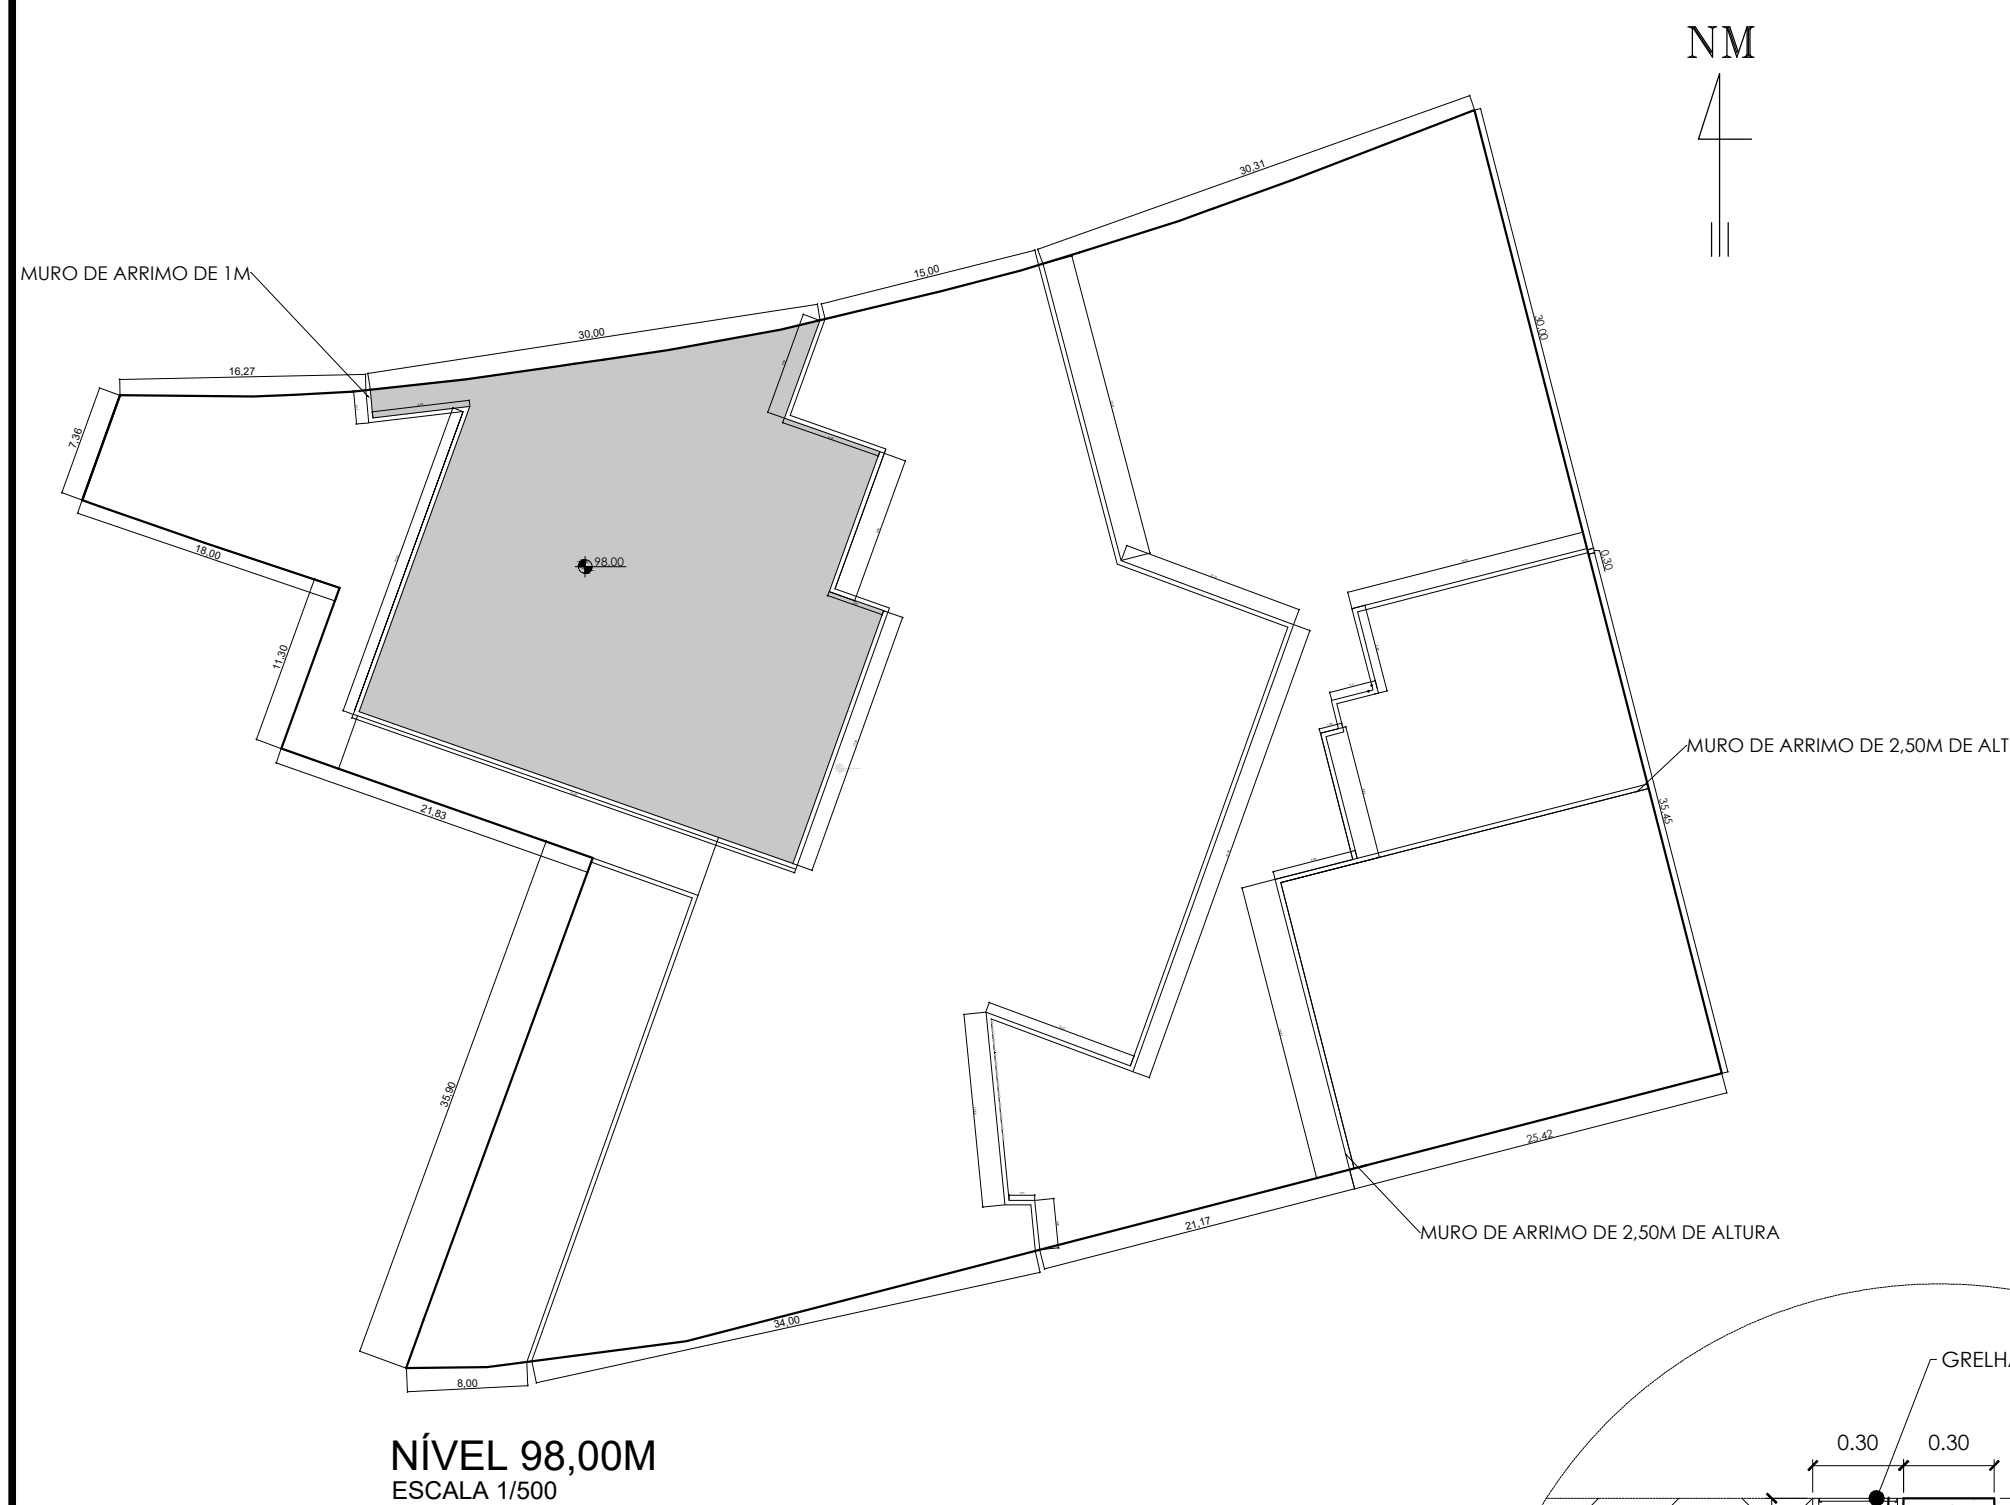 NM
30,31
15,00
MURO DE ARRIMO DE 1M
30,00
30,00
16,27
7,36
18,00
98.00
0,30
11,30
MURO DE ARRIMO DE 2,50M DE ALT
21,83
35,45
35,90
25,42
21,17
MURO DE ARRIMO DE 2,50M DE ALTURA
34,00
GRELHA
8,00
0.30
0.30
NÍVEL 98,00M
ESCALA 1/500